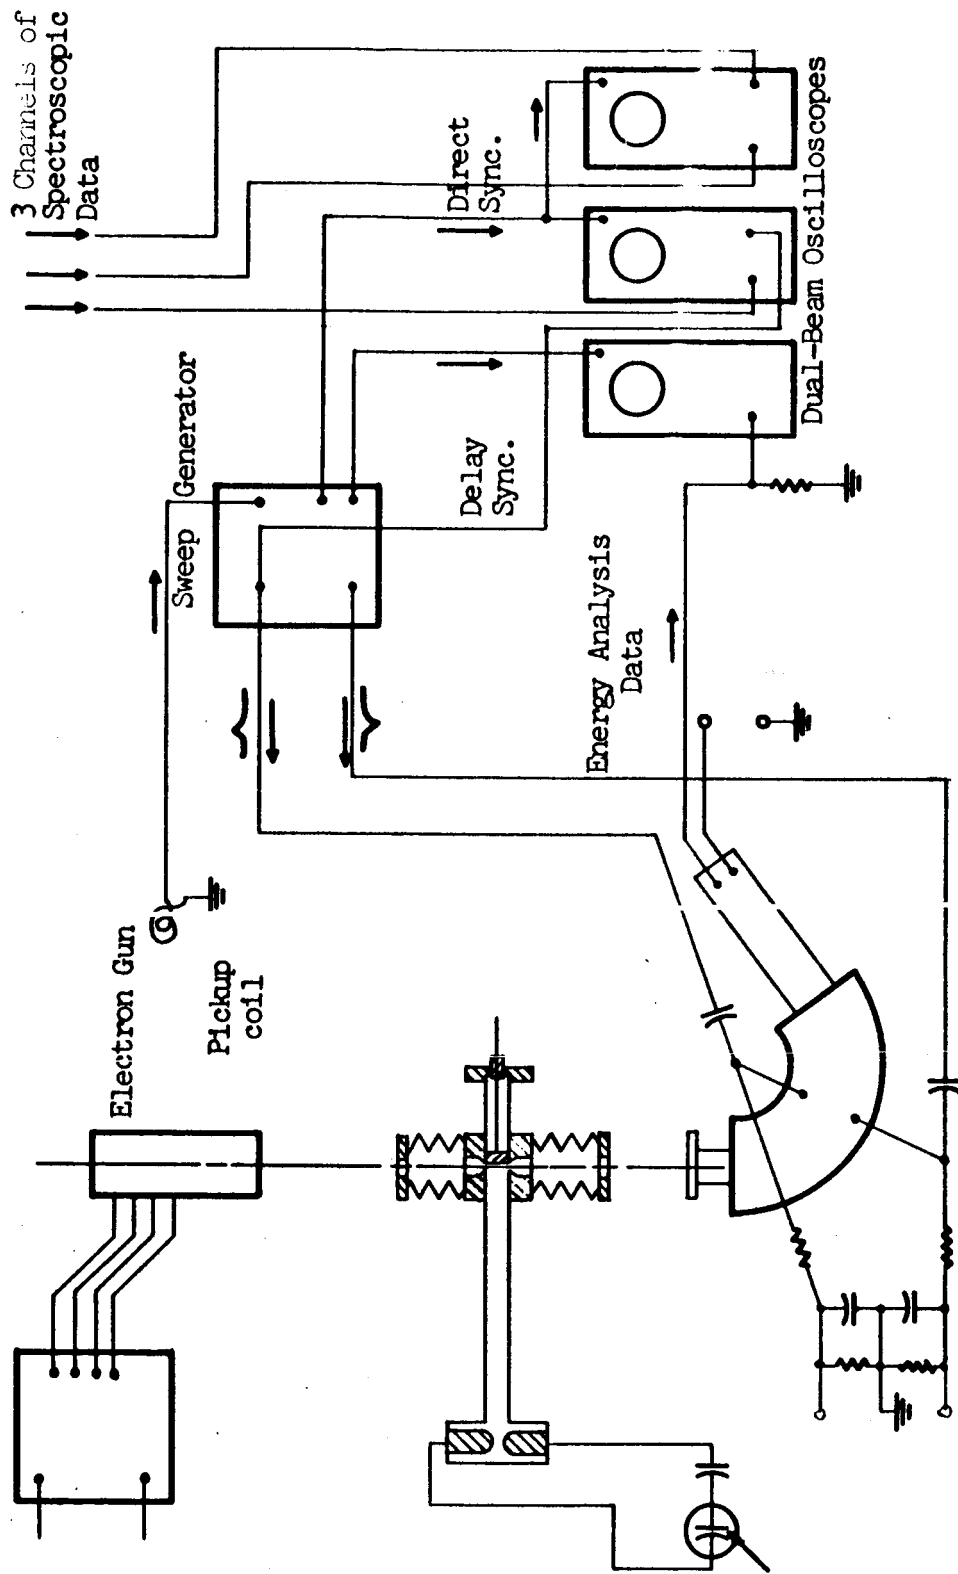 3 Channels of
Spectroscopic
Data
Sweep Generator
Direct
Sync.
Delay
Sync.
Dual-Beam Oscilloscopes
Energy Analysis
Data
Electron Gun
Pickup
coil